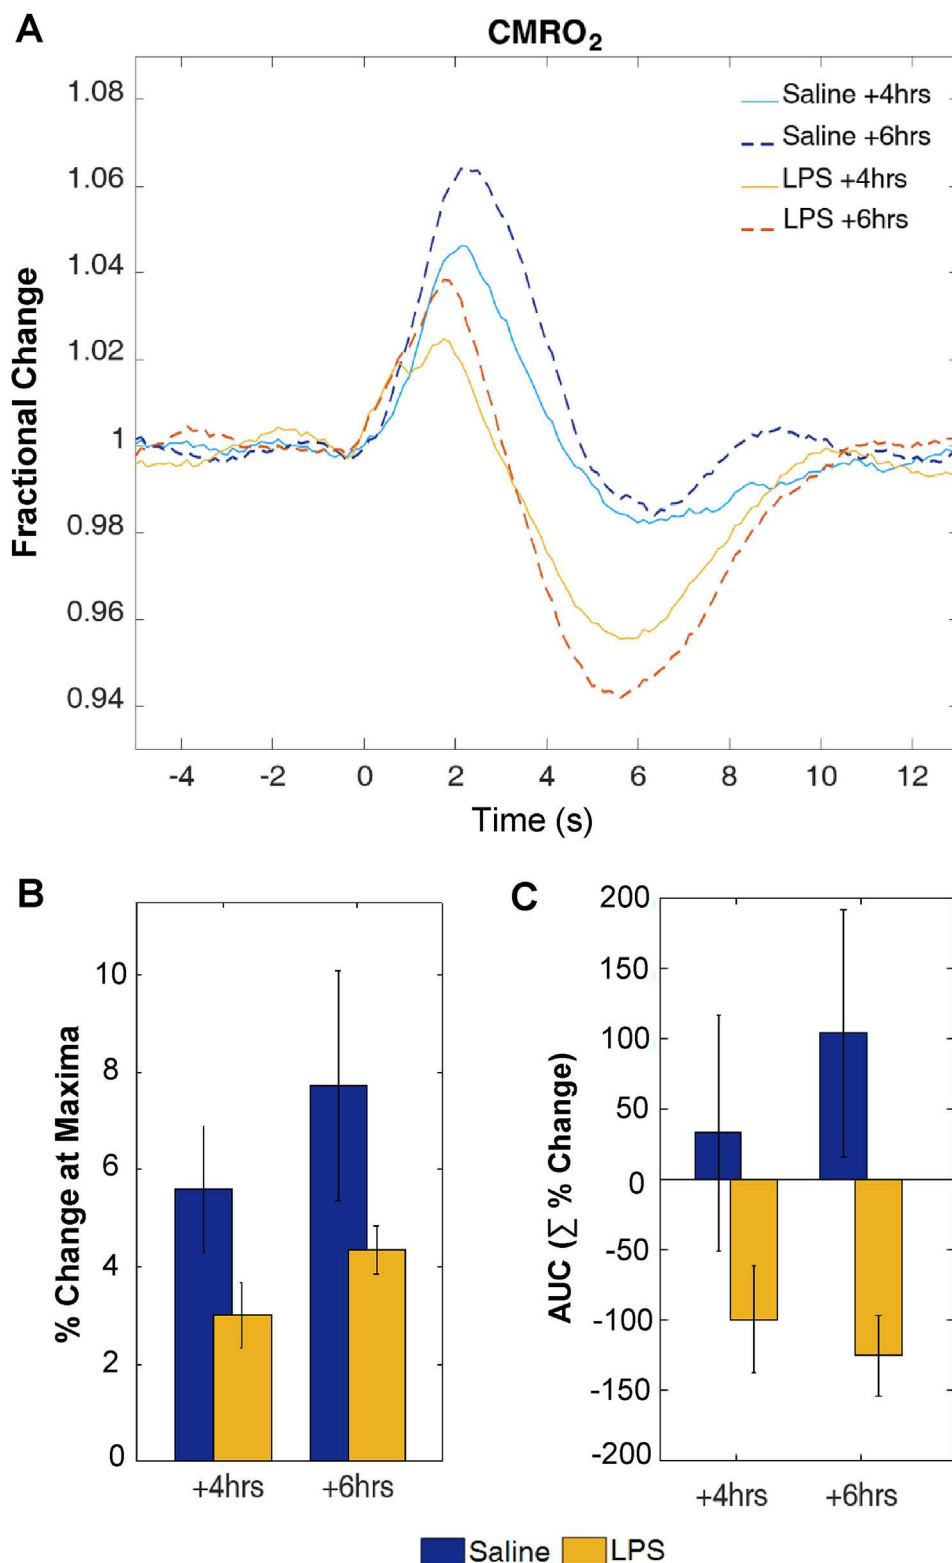 A
CMRO2
1.08
1.06
1.04
1.02
1
0.98
0.96
0.94
Fractional Change
Saline +4hrs
Saline +6hrs
LPS +4hrs
LPS +6hrs
-4 -2 0 2 4 6 8 10 12
Time (s)
B
10
8
6
4
2
0
% Change at Maxima
+4hrs +6hrs
C
200
150
100
50
0
-50
-100
-150
-200
AUC (∑ % Change)
+4hrs +6hrs
Saline LPS